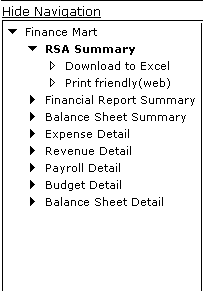 Hide Navigation
Finance Mart
RSA Summary
Download to Excel
Print friendly(web)
Financial Report Summary
Balance Sheet Summary
Expense Detail
Revenue Detail
Payroll Detail
Budget Detail
Balance Sheet Detail